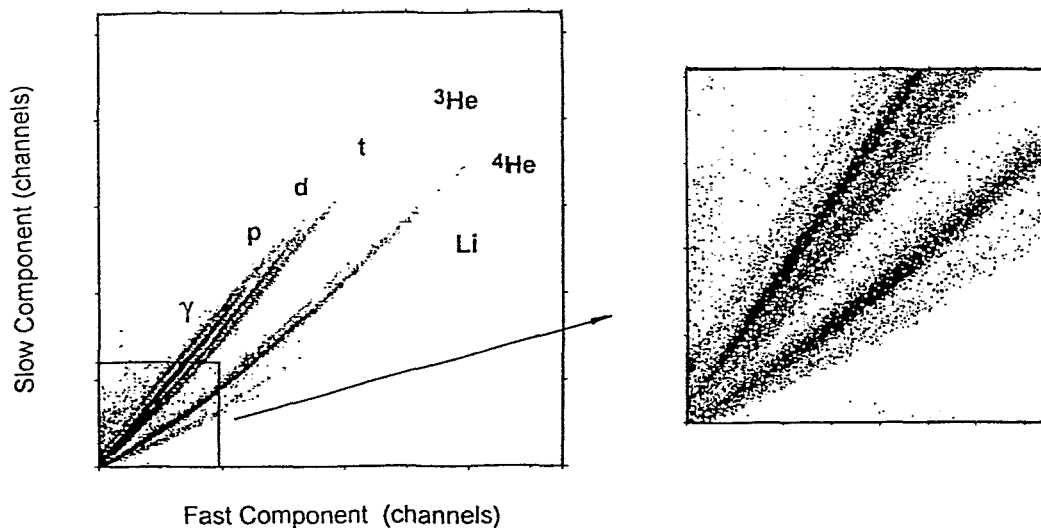 ³He
t
⁴He
d
p
Li
γ
Slow Component (channels)
Fast Component (channels)